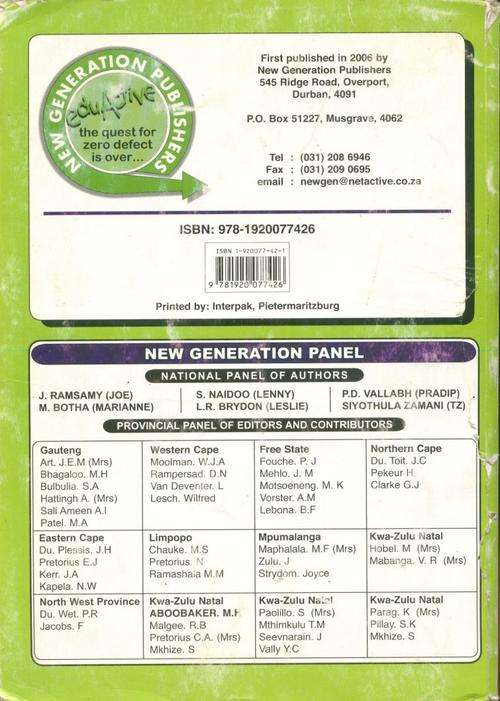 NEW GENERATION PUBLISHERS
eduActive
the quest for
zero defect
is over...
First published in 2006 by
New Generation Publishers
545 Ridge Road, Overport,
Durban, 4091
P.O. Box 51227, Musgrave, 4062
Tel : (031) 208 6946
Fax : (031) 209 0695
email : newgen@netactive.co.za
ISBN: 978-1920077426
ISBN 1-920077-42-1
9 781920 077426
Printed by: Interpak, Pietermaritzburg
NEW GENERATION PANEL
NATIONAL PANEL OF AUTHORS
J. RAMSAMY (JOE)
M. BOTHA (MARIANNE)
S. NAIDOO (LENNY)
L.R. BRYDON (LESLIE)
P.D. VALLABH (PRADIP)
SIYOTHULA ZAMANI (TZ)
PROVINCIAL PANEL OF EDITORS AND CONTRIBUTORS
Gauteng
Art. J.E.M (Mrs)
Bhagaloo. M.H
Bulbulia. S.A
Hattingh A. (Mrs)
Sali Ameen A.I
Patel. M.A
Western Cape
Moolman. W.J.A
Rampersad. D.N
Van Deventer. L
Lesch. Wilfred
Free State
Fouche. P. J
Mehlo. J. M
Motsoeneng. M. K
Vorster. A.M
Lebona. B.F
Northern Cape
Du. Toit. J.C
Pekeur H.
Clarke G.J
Eastern Cape
Du. Plessis. J.H
Pretorius E.J
Kerr. J.A
Kapela. N.W
Limpopo
Chauke. M.S
Pretorius. N
Ramashala M.M
Mpumalanga
Maphalala. M.F (Mrs)
Zulu. J
Strydom. Joyce
Kwa-Zulu Natal
Hobel. M (Mrs)
Mabanga. V. R (Mrs)
North West Province
Du. Wet. P.R
Jacobs. F
Kwa-Zulu Natal
ABOOBAKER. M.H
Malgee. R.B
Pretorius C.A. (Mrs)
Mkhize. S
Kwa-Zulu Natal
Paolillo. S (Mrs)
Mthimkulu T.M
Seevnarain. J
Vally Y.C
Kwa-Zulu Natal
Parag. K (Mrs)
Pillay. S.K
Mkhize. S